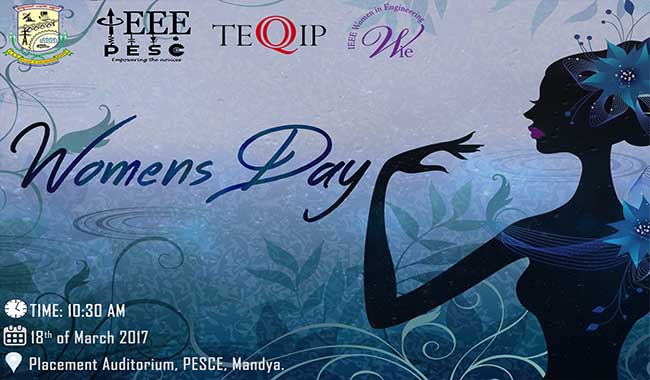 IEEE
PESC
Empowering the novices
TEQIP
IEEE Women in Engineering
Wie
Womens Day
TIME: 10:30 AM
18th of March 2017
Placement Auditorium, PESCE, Mandya.